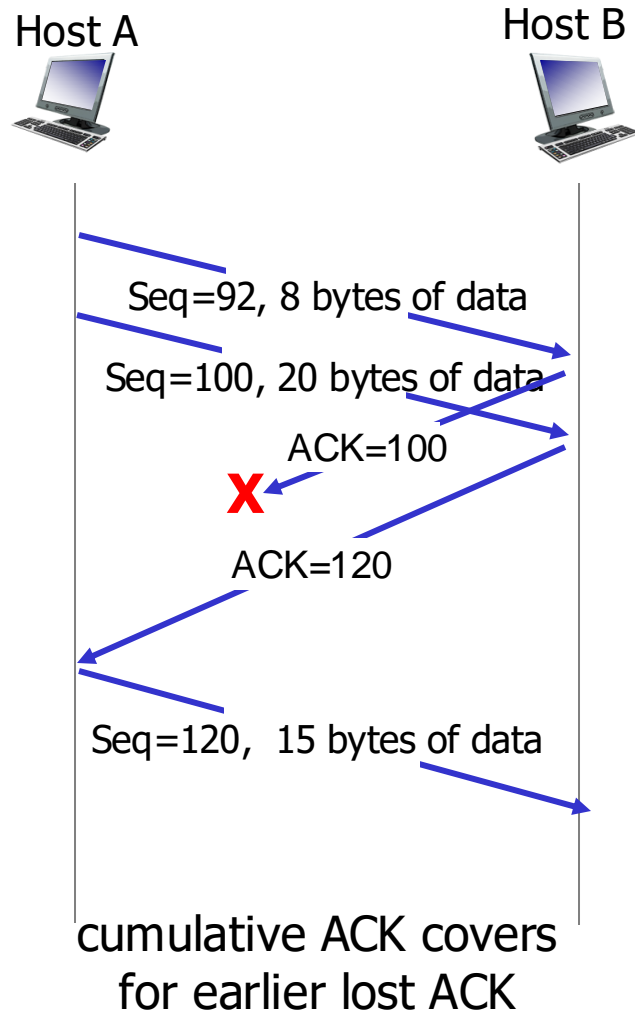 Host A
Host B
Seq=92, 8 bytes of data
Seq=100, 20 bytes of data
ACK=100
X
ACK=120
Seq=120, 15 bytes of data
cumulative ACK covers
for earlier lost ACK